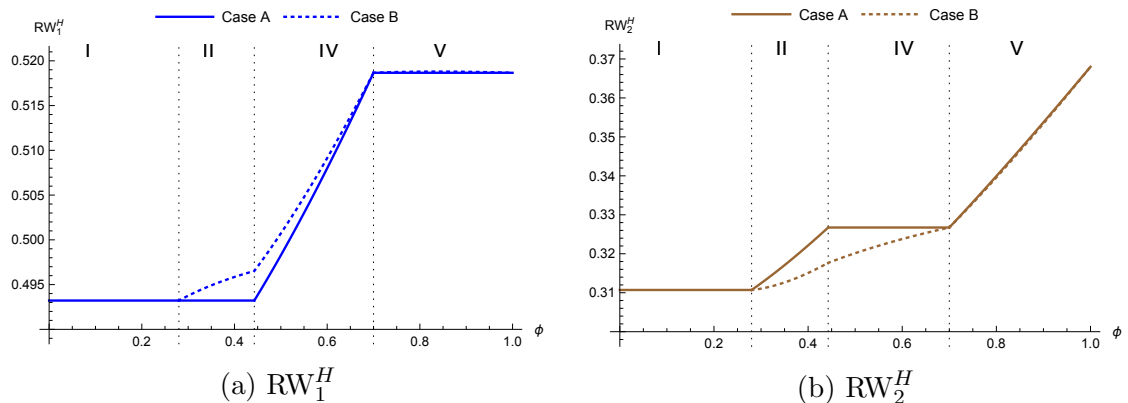 Case A Case B
RW₁ᴴ
I II IV V
0.520
0.515
0.510
0.505
0.500
0.495
0.2 0.4 0.6 0.8 1.0 ϕ
(a) RW₁ᴴ
Case A Case B
RW₂ᴴ
I II IV V
0.37
0.36
0.35
0.34
0.33
0.32
0.31
0.2 0.4 0.6 0.8 1.0 ϕ
(b) RW₂ᴴ